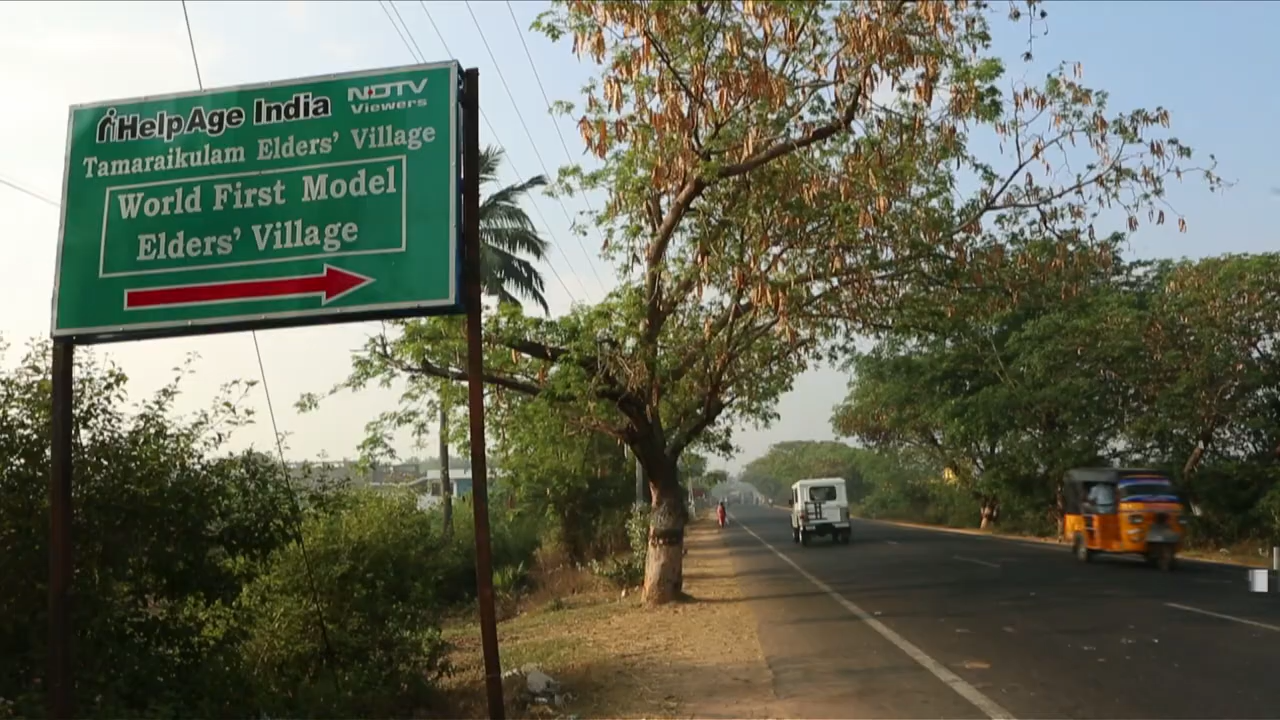 HelpAge India
NDTV
Viewers
Tamaraikulam Elders' Village
World First Model
Elders' Village